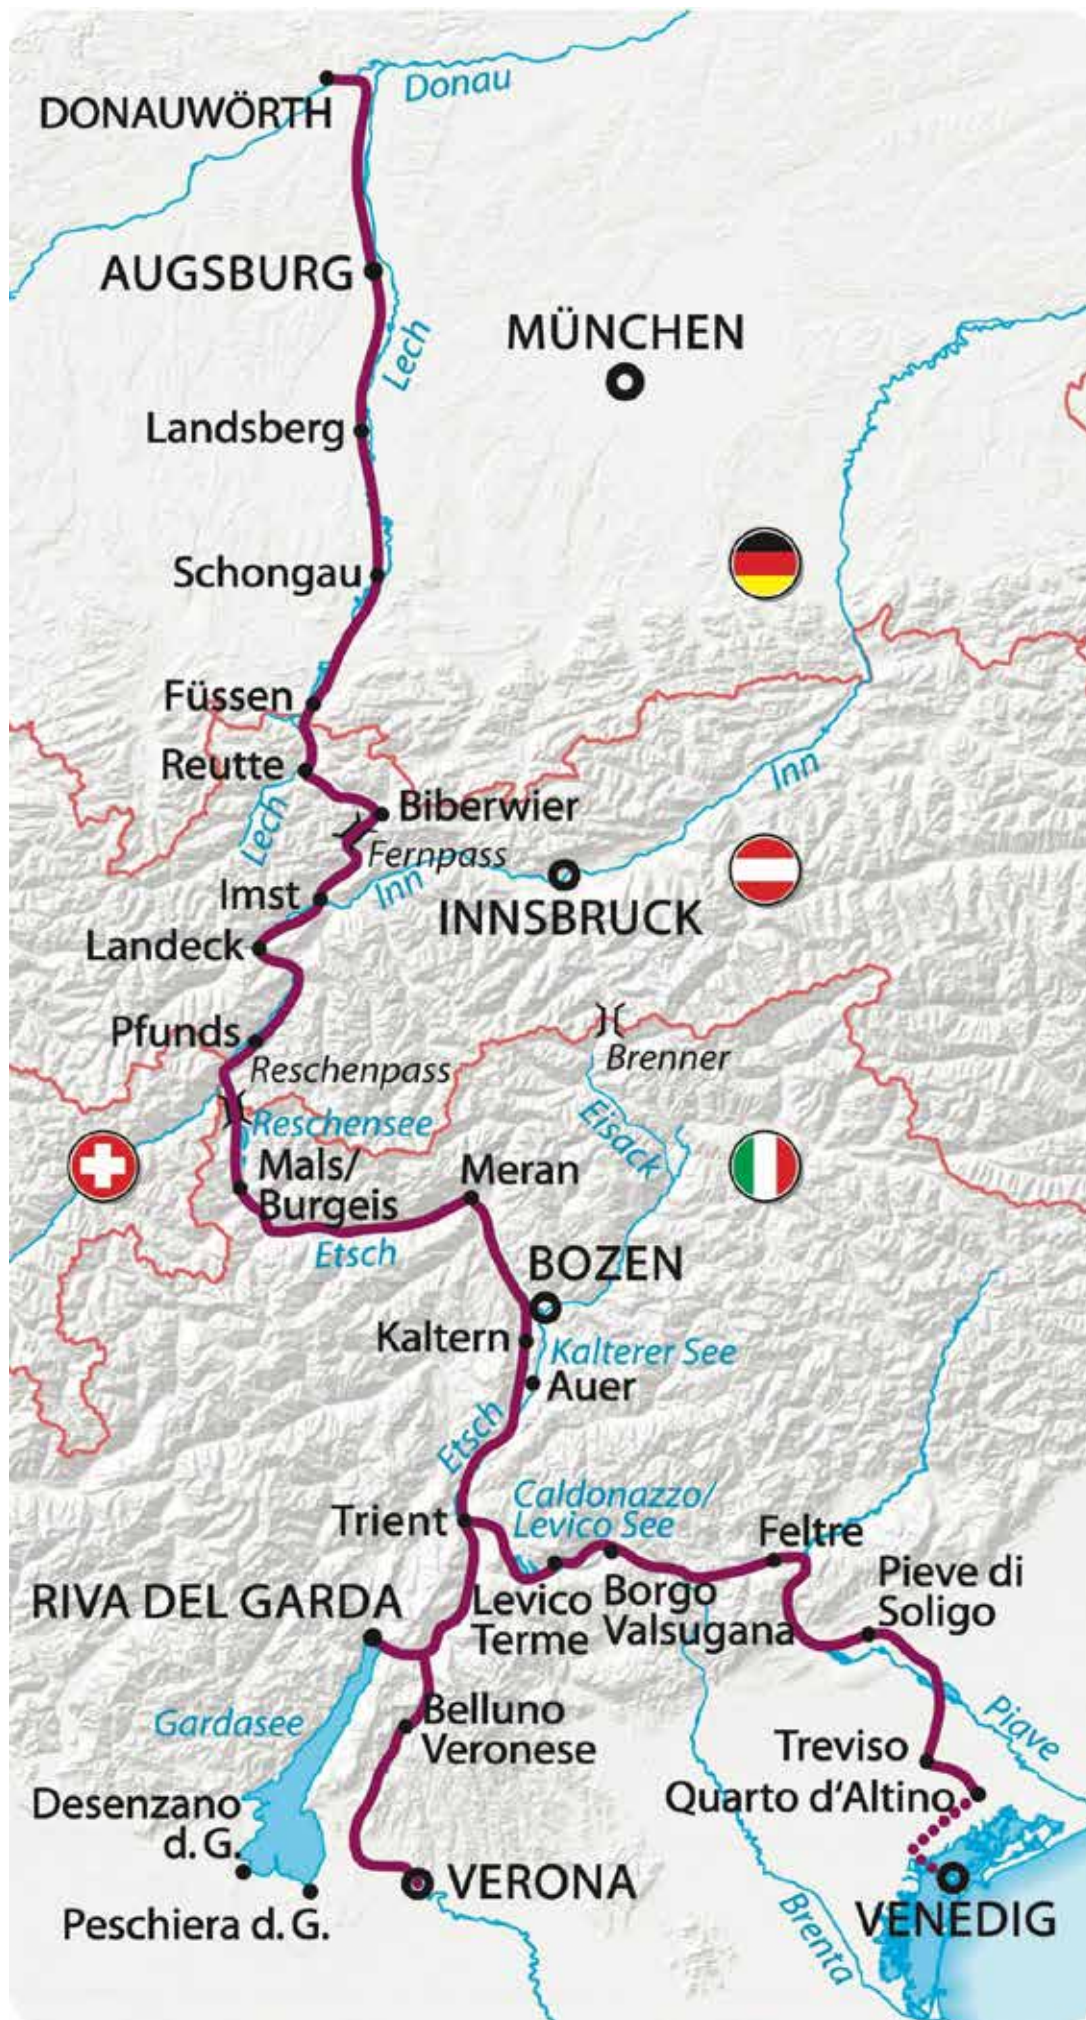 Donau
DONAUWÖRTH
AUGSBURG
MÜNCHEN
Lech
Landsberg
Schongau
Füssen
Reutte
Inn
Biberwier
Lech
Fernpass
Imst
Inn
INNSBRUCK
Landeck
Pfunds
Reschenpass
Brenner
Reschensee
Eisack
Mals/
Burgeis
Meran
Etsch
BOZEN
Kaltern
Kalterer See
Auer
Etsch
Caldonazzo/
Levico See
Trient
Feltre
Pieve di
Soligo
RIVA DEL GARDA
Levico
Terme
Borgo
Valsugana
Gardasee
Belluno
Veronese
Piave
Treviso
Quarto d‘Altino
Desenzano
d. G.
VERONA
Peschiera d. G.
Brenta
VENEDIG